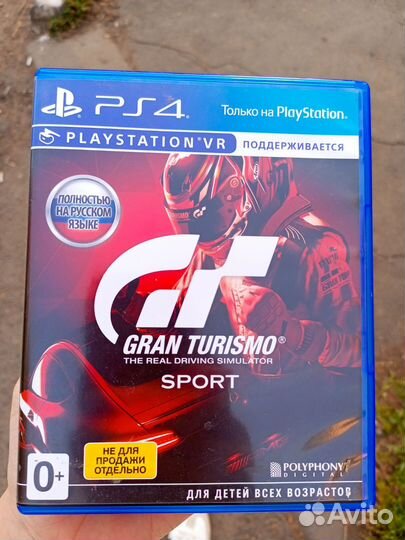 PS4
Только на PlayStation®
PLAYSTATION®VR ПОДДЕРЖИВАЕТСЯ
ПОЛНОСТЬЮ
НА РУССКОМ
ЯЗЫКЕ
GRAN TURISMO®
THE REAL DRIVING SIMULATOR
SPORT
НЕ ДЛЯ
ПРОДАЖИ
ОТДЕЛЬНО
0+
POLYPHONY
DIGITAL
ДЛЯ ДЕТЕЙ ВСЕХ ВОЗРАСТОВ
Avito